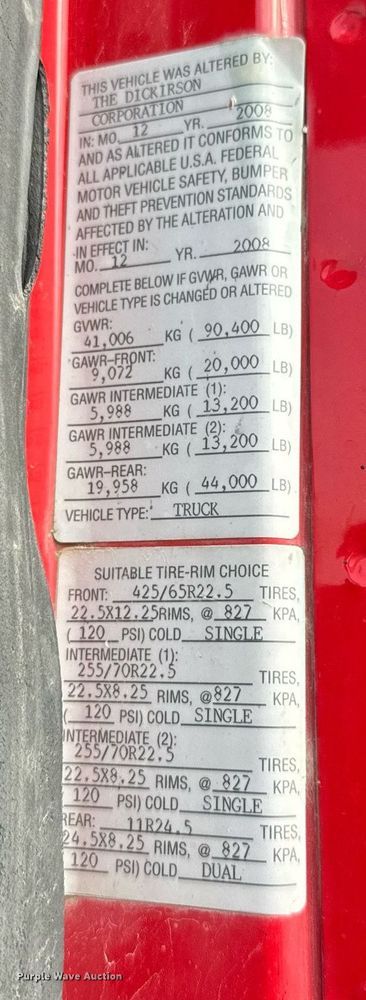 THIS VEHICLE WAS ALTERED BY:
THE DICKIRSON
CORPORATION
IN: MO. 12 YR. 2008
AND AS ALTERED IT CONFORMS TO
ALL APPLICABLE U.S.A. FEDERAL
MOTOR VEHICLE SAFETY, BUMPER
AND THEFT PREVENTION STANDARDS
AFFECTED BY THE ALTERATION AND
IN EFFECT IN:
MO. 12 YR. 2008
COMPLETE BELOW IF GVWR, GAWR OR
VEHICLE TYPE IS CHANGED OR ALTERED
GVWR:
41,006 KG ( 90,400 LB)
GAWR-FRONT:
9,072 KG ( 20,000 LB)
GAWR INTERMEDIATE (1):
5,988 KG ( 13,200 LB)
GAWR INTERMEDIATE (2):
5,988 KG ( 13,200 LB)
GAWR-REAR:
19,958 KG ( 44,000 LB)
VEHICLE TYPE: TRUCK
SUITABLE TIRE-RIM CHOICE
FRONT: 425/65R22.5 TIRES,
22.5X12.25 RIMS, @ 827 KPA,
( 120 PSI) COLD SINGLE
INTERMEDIATE (1):
255/70R22.5 TIRES,
22.5X8.25 RIMS, @ 827 KPA,
( 120 PSI) COLD SINGLE
INTERMEDIATE (2):
255/70R22.5 TIRES,
22.5X8.25 RIMS, @ 827 KPA,
120 PSI) COLD SINGLE
REAR: 11R24.5 TIRES,
24.5X8.25 RIMS, @ 827 KPA,
120 PSI) COLD DUAL
Purple Wave Auction